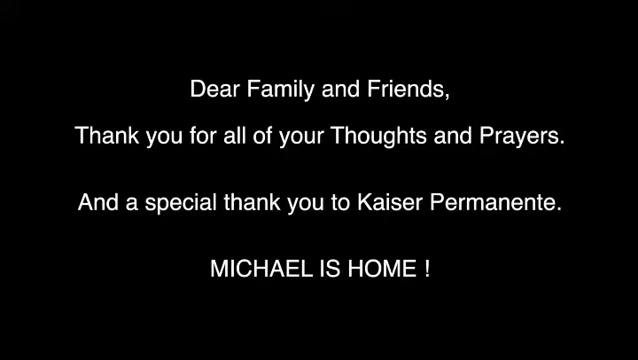 Dear Family and Friends,
Thank you for all of your Thoughts and Prayers.
And a special thank you to Kaiser Permanente.
MICHAEL IS HOME !